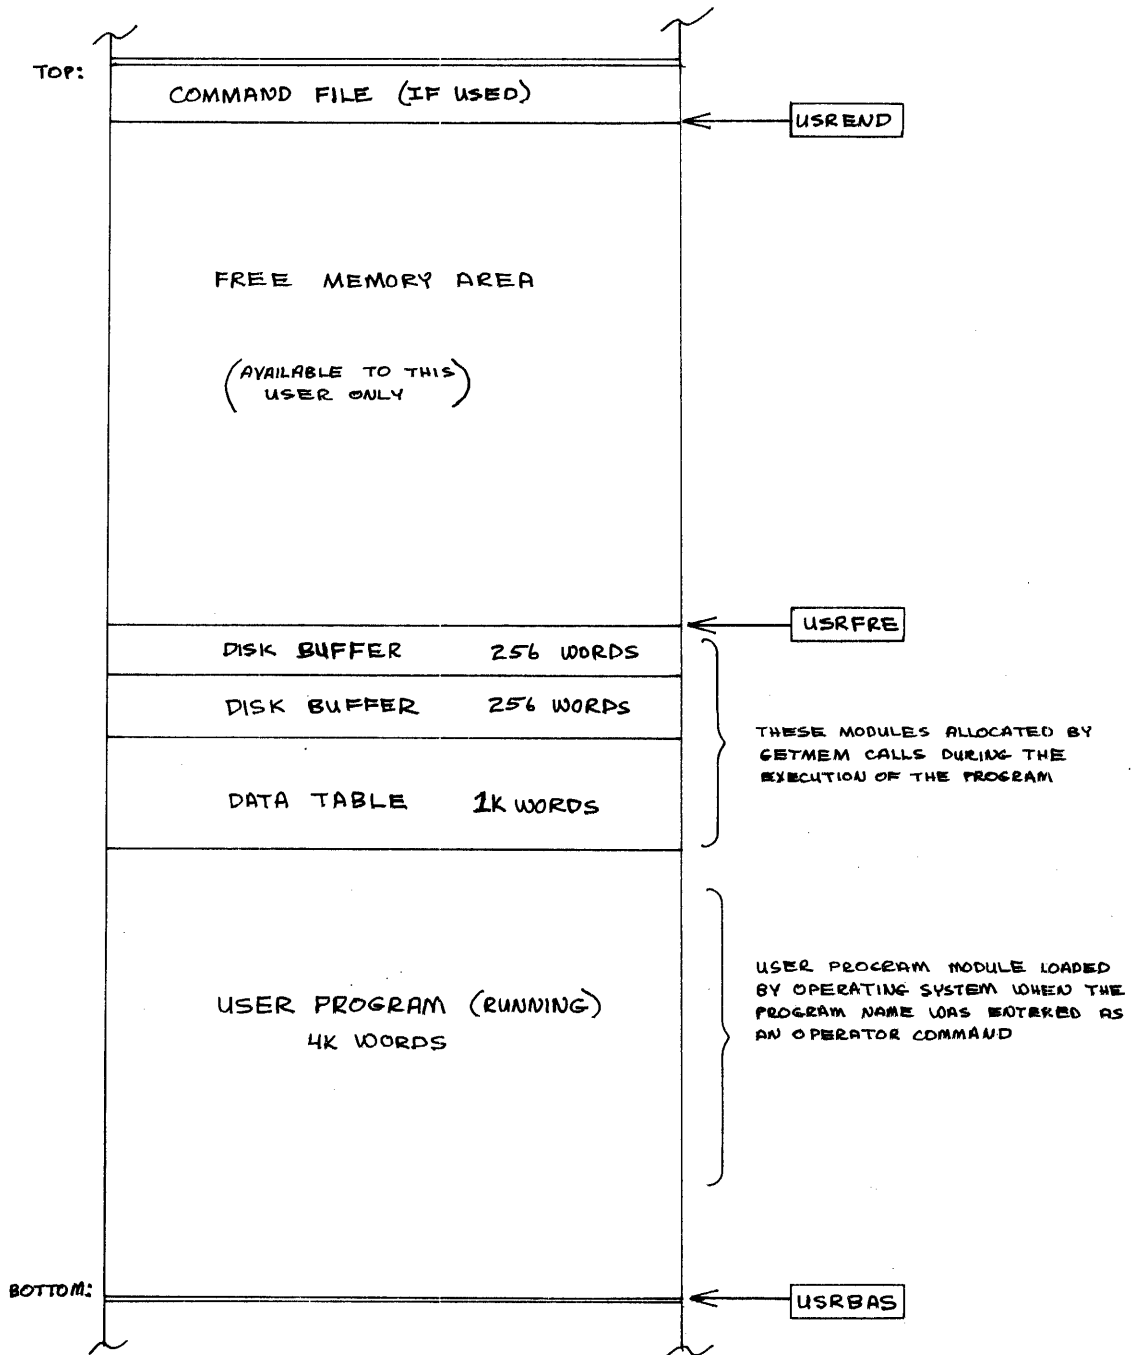 TOP:
COMMAND FILE (IF USED)
USREND
FREE MEMORY AREA
(AVAILABLE TO THIS
USER ONLY)
USRFRE
DISK BUFFER 256 WORDS
DISK BUFFER 256 WORDS
THESE MODULES ALLOCATED BY
GETMEM CALLS DURING THE
EXECUTION OF THE PROGRAM
DATA TABLE 1K WORDS
USER PROGRAM (RUNNING)
4K WORDS
USER PROGRAM MODULE LOADED
BY OPERATING SYSTEM WHEN THE
PROGRAM NAME WAS ENTERED AS
AN OPERATOR COMMAND
BOTTOM:
USRBAS